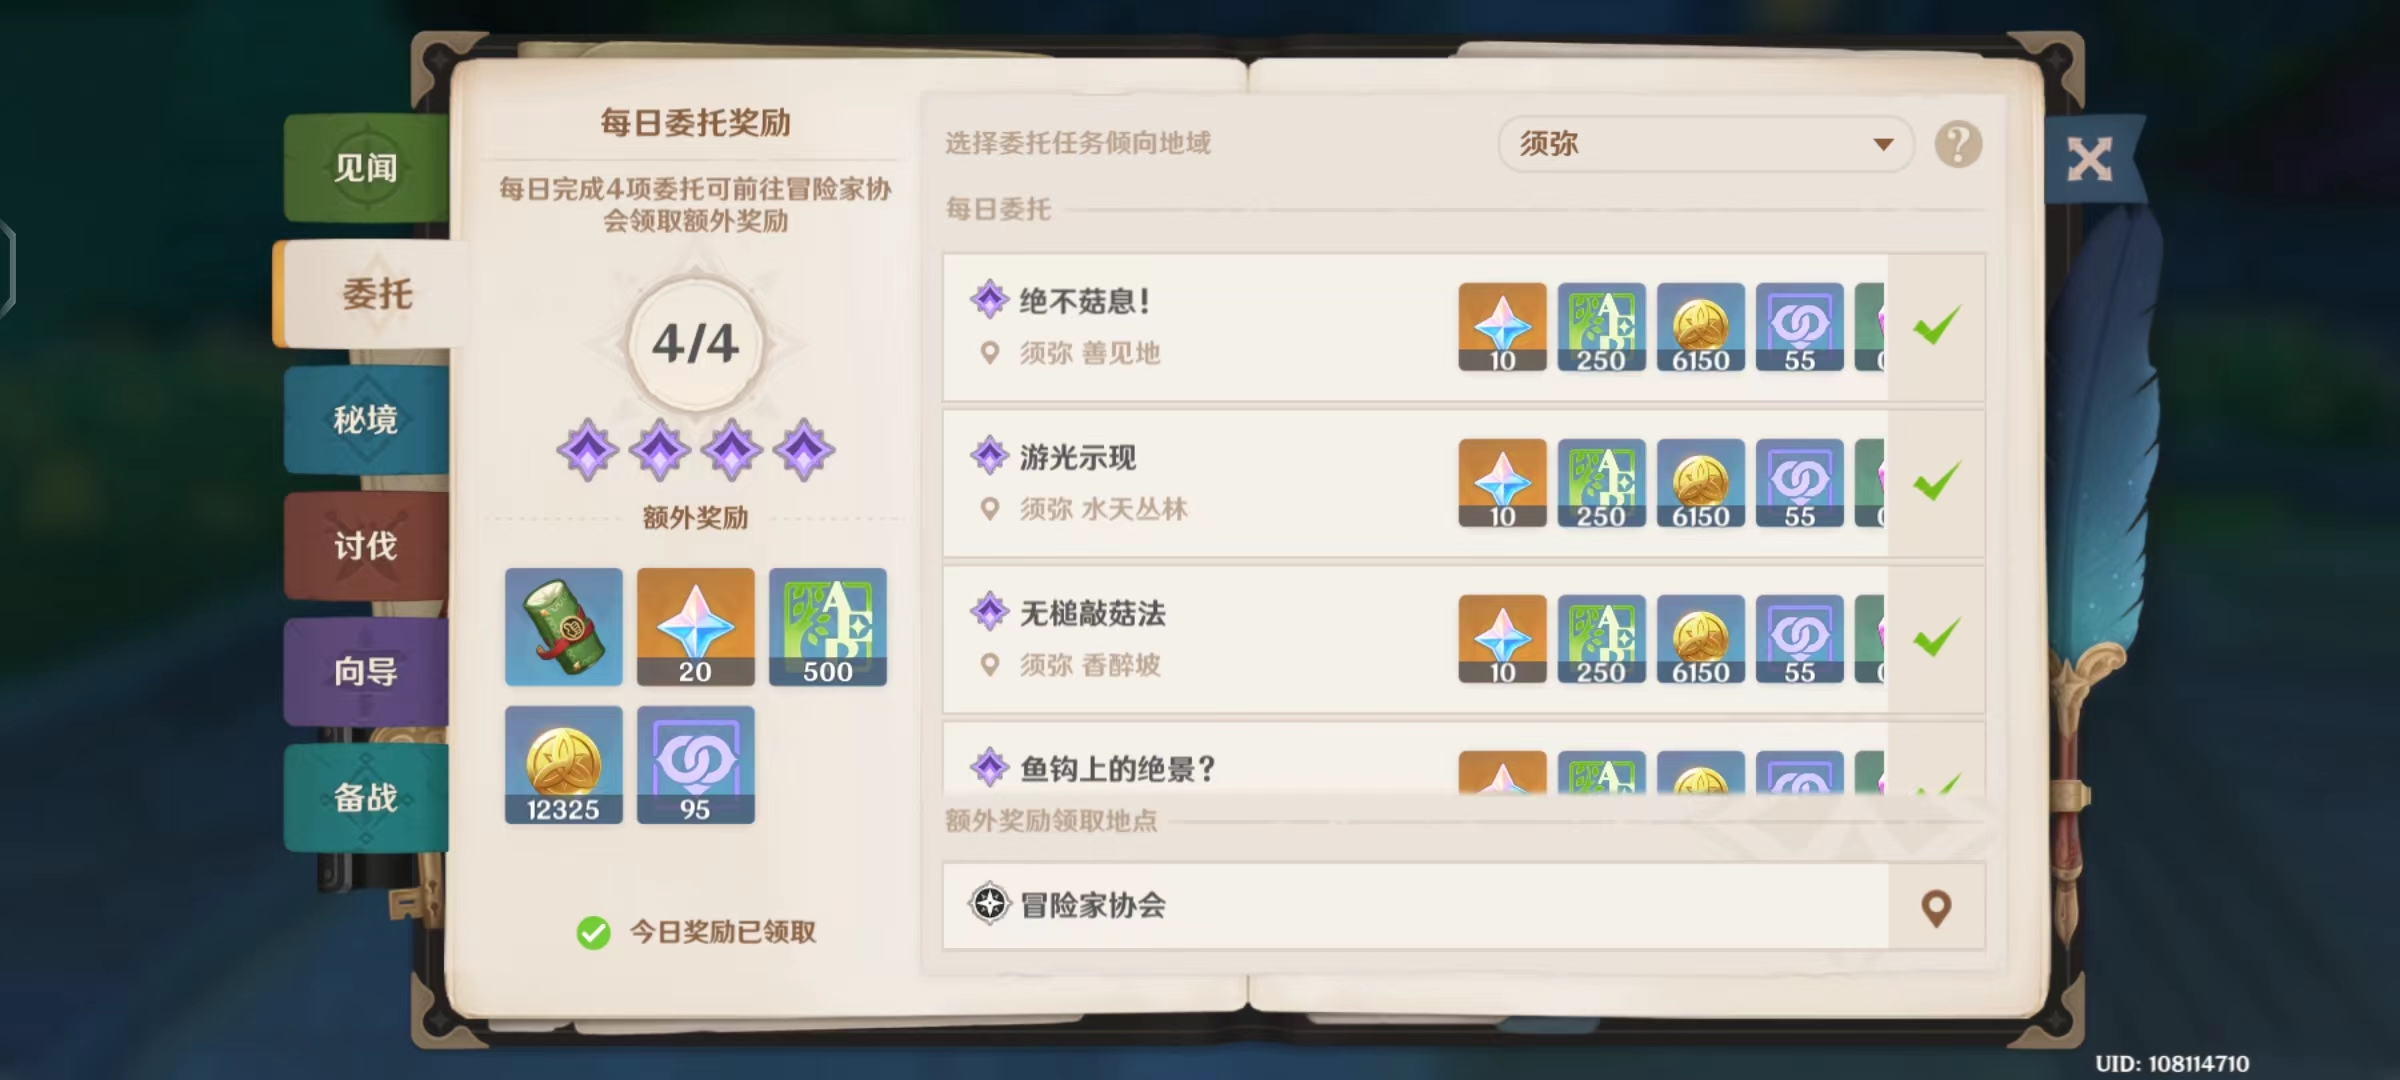 见闻
委托
秘境
讨伐
向导
备战
每日委托奖励
每日完成4项委托可前往冒险家协
会领取额外奖励
4/4
额外奖励
20
500
12325
95
今日奖励已领取
选择委托任务倾向地域
须弥
?
每日委托
绝不菇息!
须弥 善见地
10 250 6150 55
游光示现
须弥 水天丛林
10 250 6150 55
无槌敲菇法
须弥 香醉坡
10 250 6150 55
鱼钩上的绝景?
额外奖励领取地点
冒险家协会
UID: 108114710